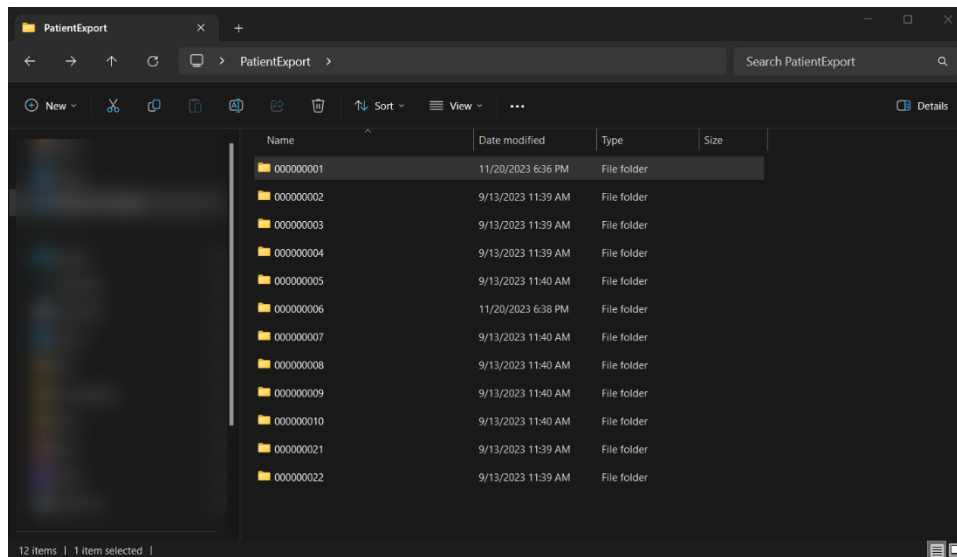 PatientExport
PatientExport
Search PatientExport
New
Sort
View
Details
Name Date modified Type Size
000000001 11/20/2023 6:36 PM File folder
000000002 9/13/2023 11:39 AM File folder
000000003 9/13/2023 11:39 AM File folder
000000004 9/13/2023 11:39 AM File folder
000000005 9/13/2023 11:40 AM File folder
000000006 11/20/2023 6:38 PM File folder
000000007 9/13/2023 11:40 AM File folder
000000008 9/13/2023 11:40 AM File folder
000000009 9/13/2023 11:40 AM File folder
000000010 9/13/2023 11:40 AM File folder
000000021 9/13/2023 11:39 AM File folder
000000022 9/13/2023 11:39 AM File folder
12 items | 1 item selected |